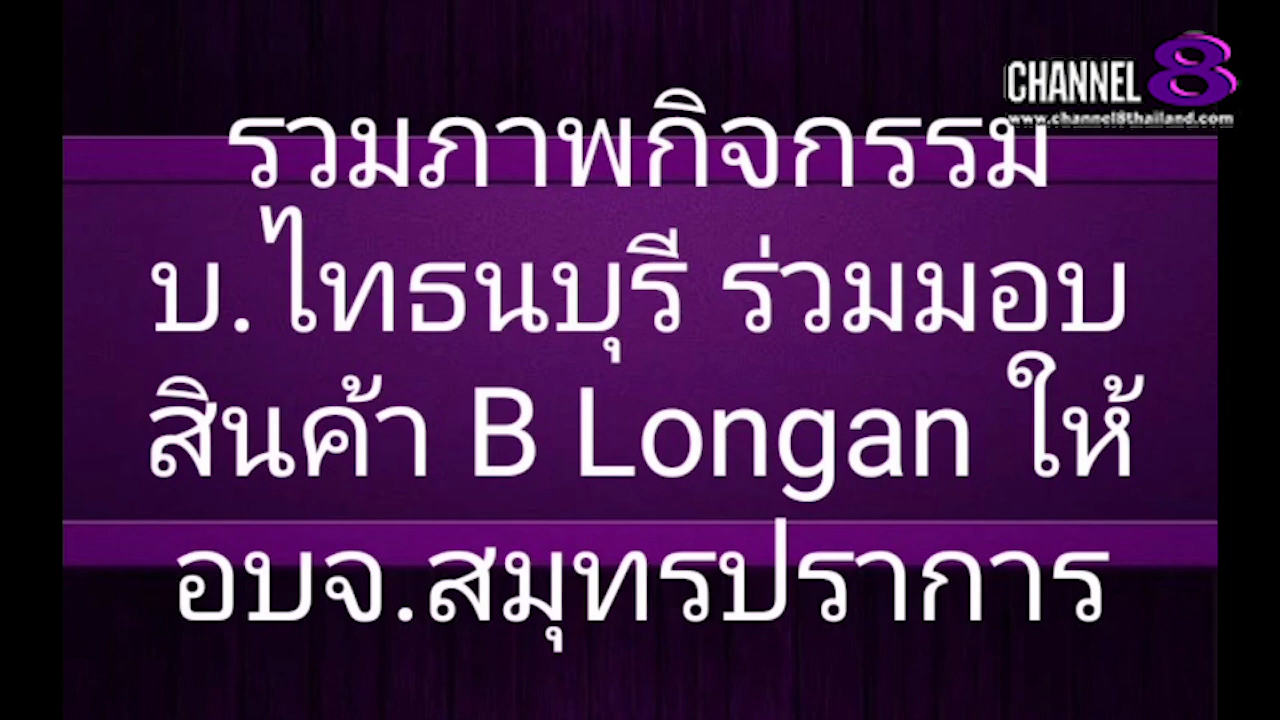 CHANNEL 8
www.channel8thailand.com
รวมภาพกิจกรรม
บ.ไทธนบุรี ร่วมมอบ
สินค้า B Longan ให้
อบจ.สมุทรปราการ